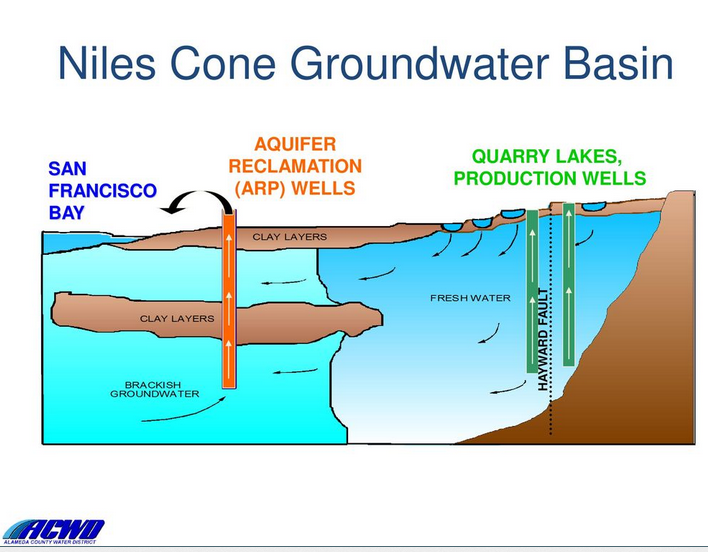 Niles Cone Groundwater Basin
SAN
FRANCISCO
BAY
AQUIFER
RECLAMATION
(ARP) WELLS
QUARRY LAKES,
PRODUCTION WELLS
CLAY LAYERS
FRESH WATER
HAYWARD FAULT
CLAY LAYERS
BRACKISH
GROUNDWATER
ACWD
ALAMEDA COUNTY WATER DISTRICT